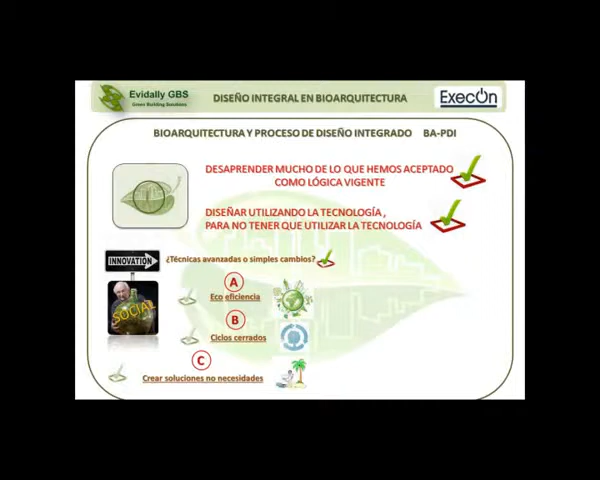 Evidally GBS
Green Building Solutions
DISEÑO INTEGRAL EN BIOARQUITECTURA
ExecOn
BIOARQUITECTURA Y PROCESO DE DISEÑO INTEGRADO BA-PDI
DESAPRENDER MUCHO DE LO QUE HEMOS ACEPTADO
COMO LÓGICA VIGENTE
DISEÑAR UTILIZANDO LA TECNOLOGÍA ,
PARA NO TENER QUE UTILIZAR LA TECNOLOGÍA
INNOVATION
¿Técnicas avanzadas o simples cambios?
A
Eco eficiencia
SOCIAL
B
Ciclos cerrados
C
Crear soluciones no necesidades